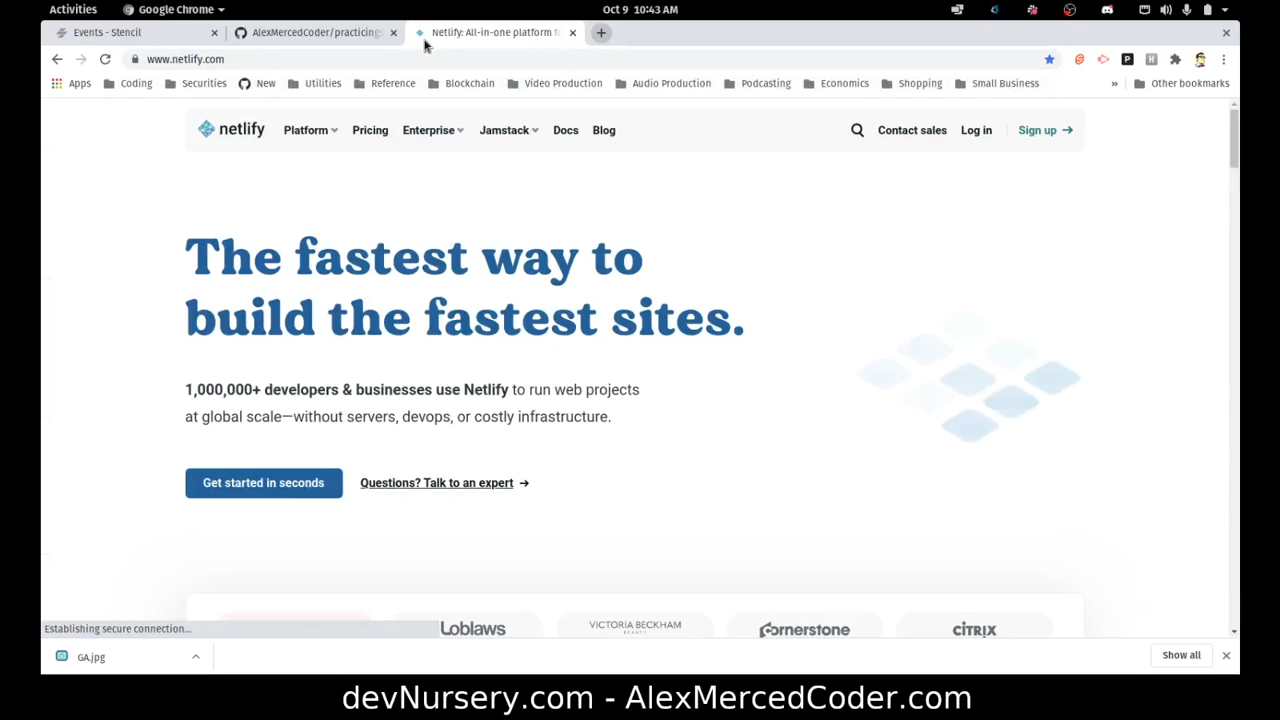 Activities Google Chrome Oct 9 10:43 AM
Events - Stencil AlexMercedCoder/practicing Netlify: All-in-one platform
www.netlify.com
Apps Coding Securities New Utilities Reference Blockchain Video Production Audio Production Podcasting Economics Shopping Small Business » Other bookmarks
netlify Platform Pricing Enterprise Jamstack Docs Blog Contact sales Log in Sign up →
The fastest way to
build the fastest sites.
1,000,000+ developers & businesses use Netlify to run web projects
at global scale—without servers, devops, or costly infrastructure.
Get started in seconds Questions? Talk to an expert →
Establishing secure connection...
Loblaws VICTORIA BECKHAM BEAUTY Cornerstone CITRIX
GA.jpg Show all
devNursery.com - AlexMercedCoder.com